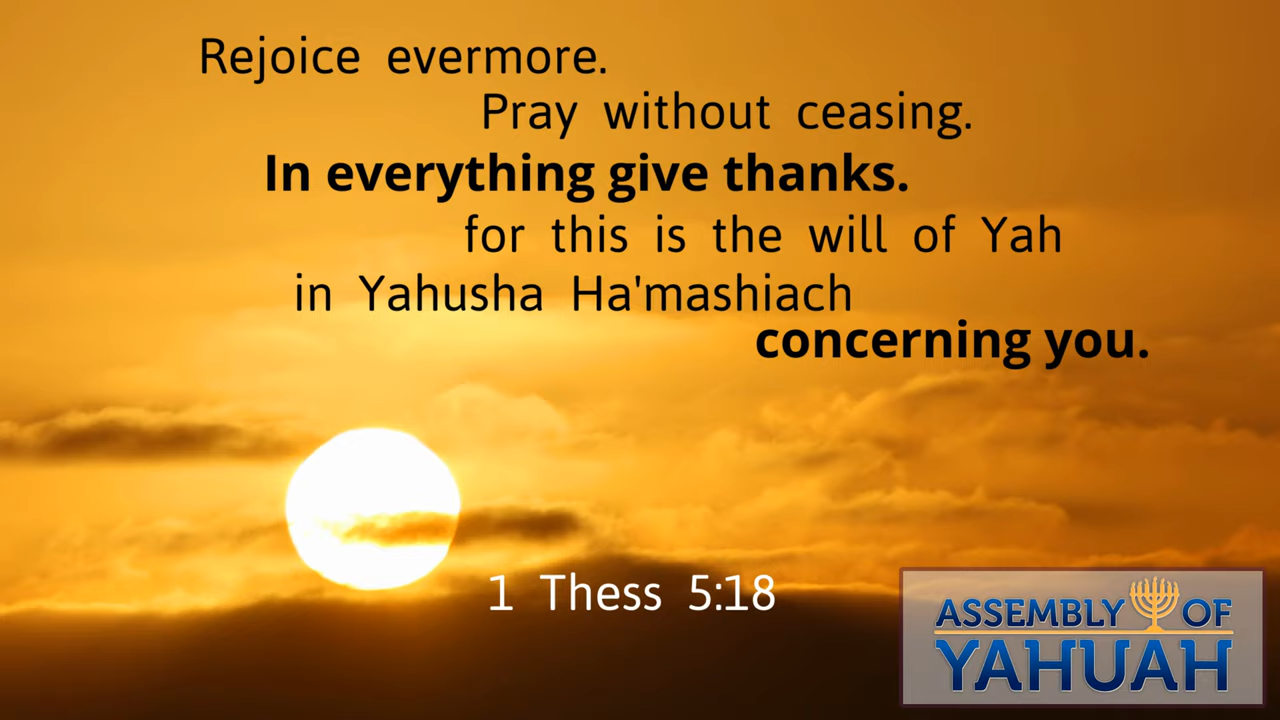 Rejoice evermore.
Pray without ceasing.
In everything give thanks.
for this is the will of Yah
in Yahusha Ha'mashiach
concerning you.
1 Thess 5:18
ASSEMBLY OF
YAHUAH